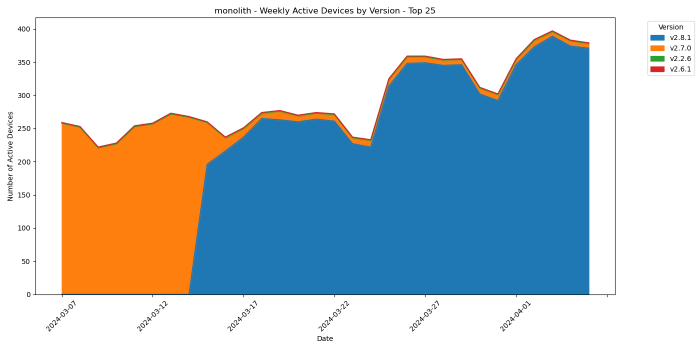 monolith - Weekly Active Devices by Version - Top 25
Number of Active Devices
400
350
300
250
200
150
100
50
0
2024-03-07
2024-03-12
2024-03-17
2024-03-22
2024-03-27
2024-04-01
Date
Version
v2.8.1
v2.7.0
v2.2.6
v2.6.1